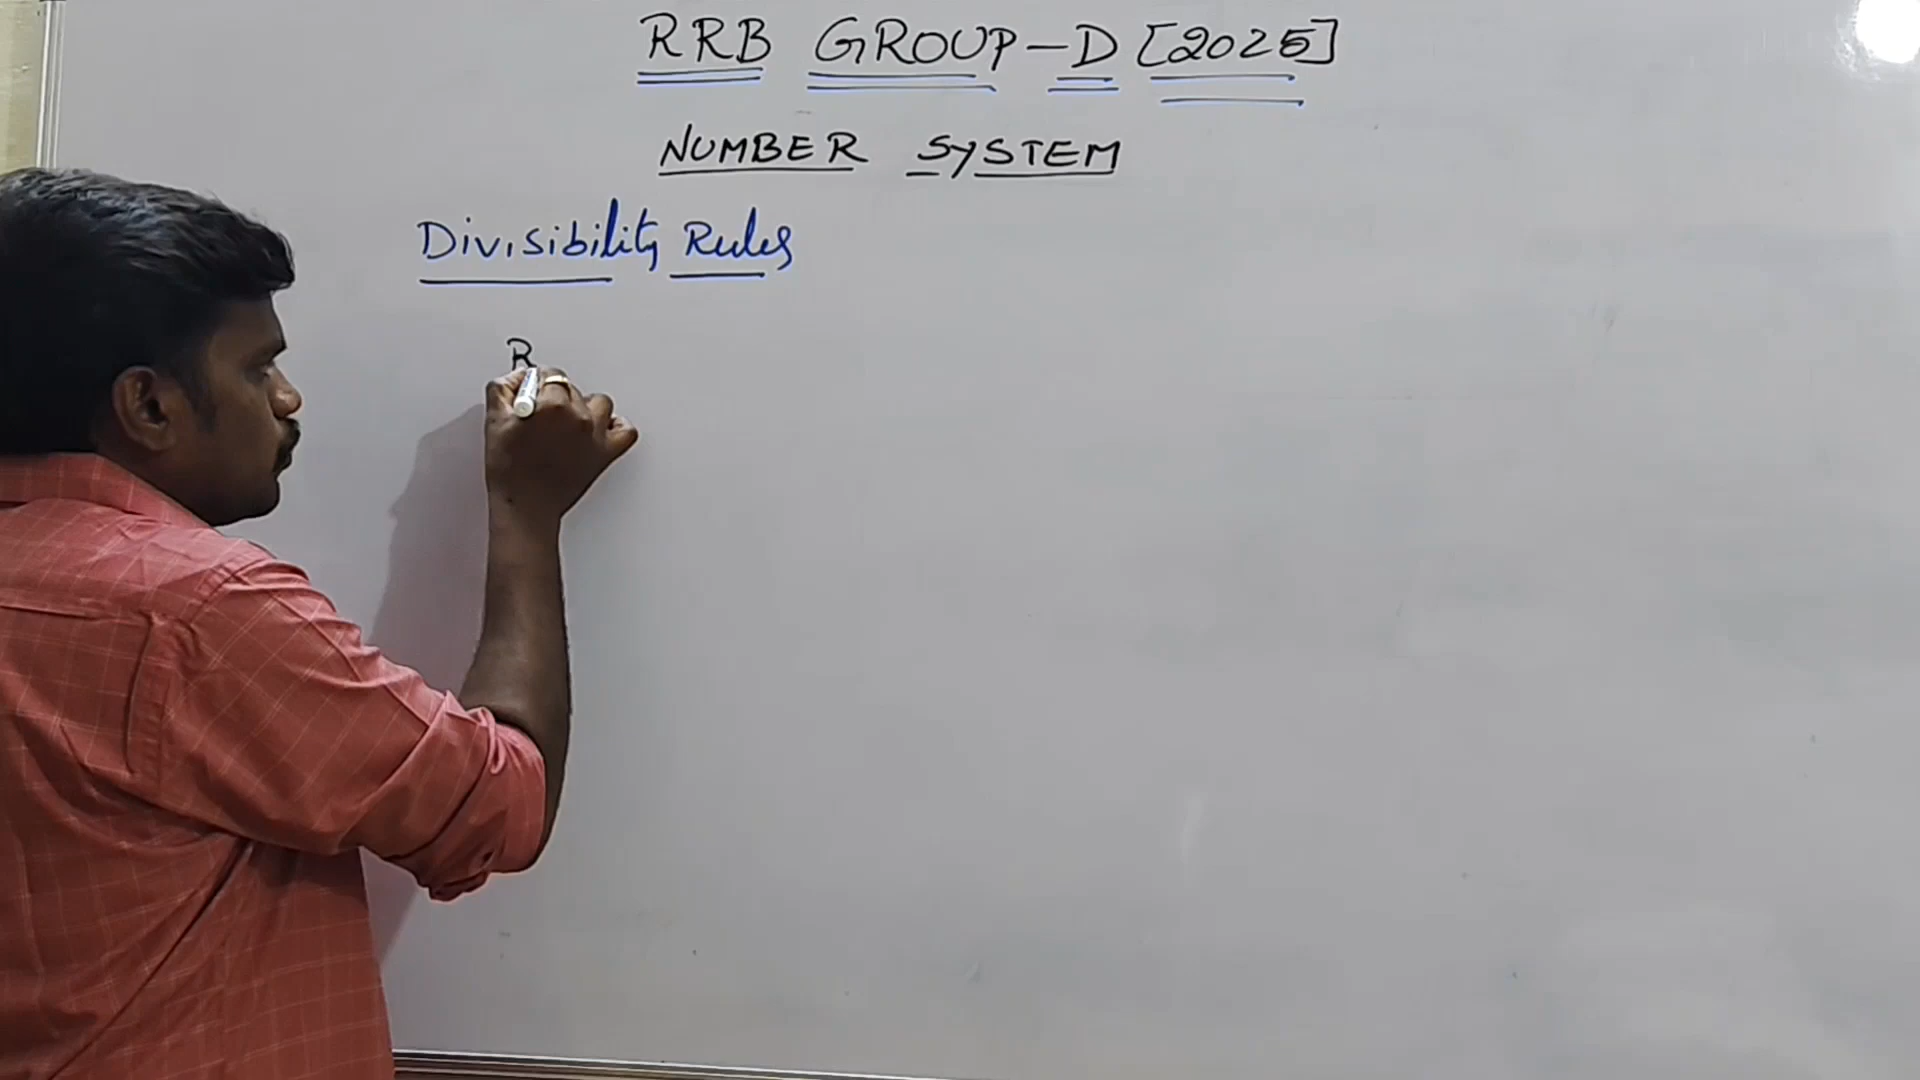 RRB GROUP-D [2025]
NUMBER SYSTEM
Divisibility Rules
R